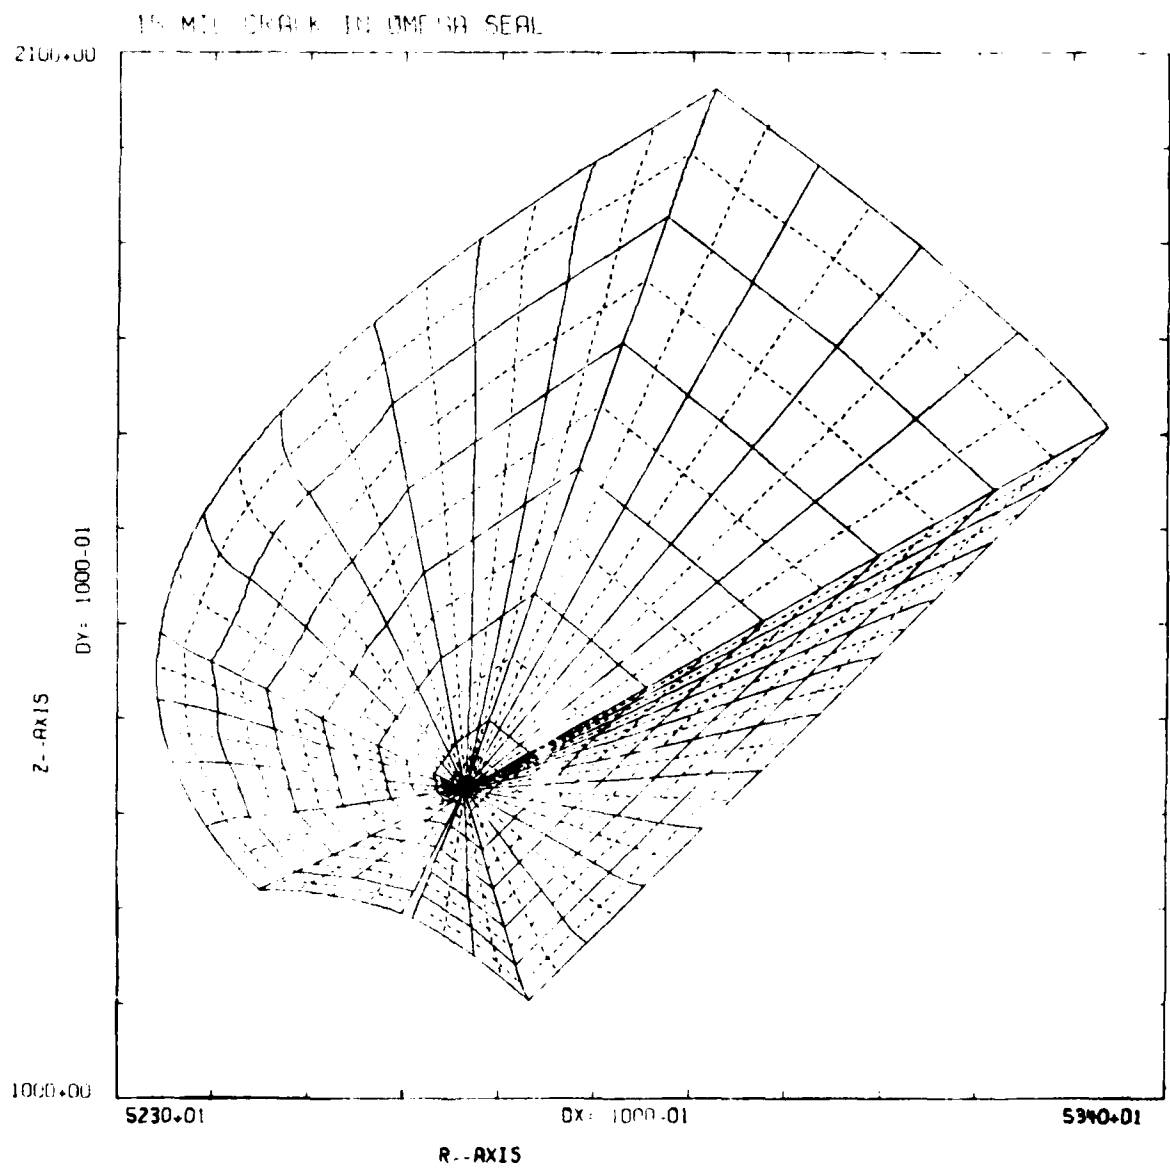 15 MIL CRACK IN OMEGA SEAL
2100+00
DY: 1000-01
Z--AXIS
1000+00
5230+01 DX: 1000-01 5340+01
R--AXIS